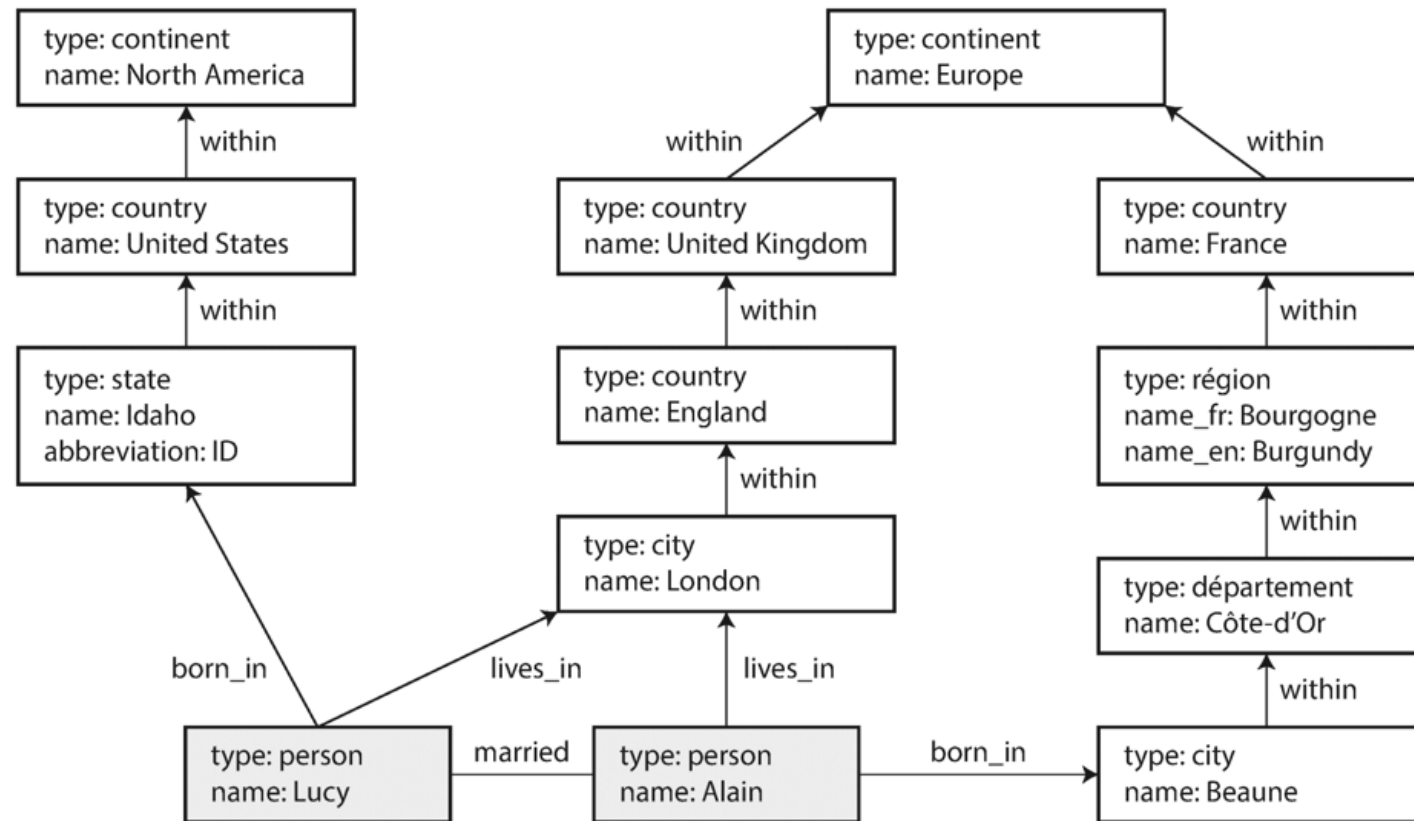 type: continent
name: North America
type: continent
name: Europe
within
within
within
type: country
name: United States
type: country
name: United Kingdom
type: country
name: France
within
within
within
type: state
name: Idaho
abbreviation: ID
type: country
name: England
type: région
name_fr: Bourgogne
name_en: Burgundy
within
within
type: city
name: London
type: département
name: Côte-d’Or
born_in
lives_in
lives_in
within
type: person
name: Lucy
married
type: person
name: Alain
born_in
type: city
name: Beaune